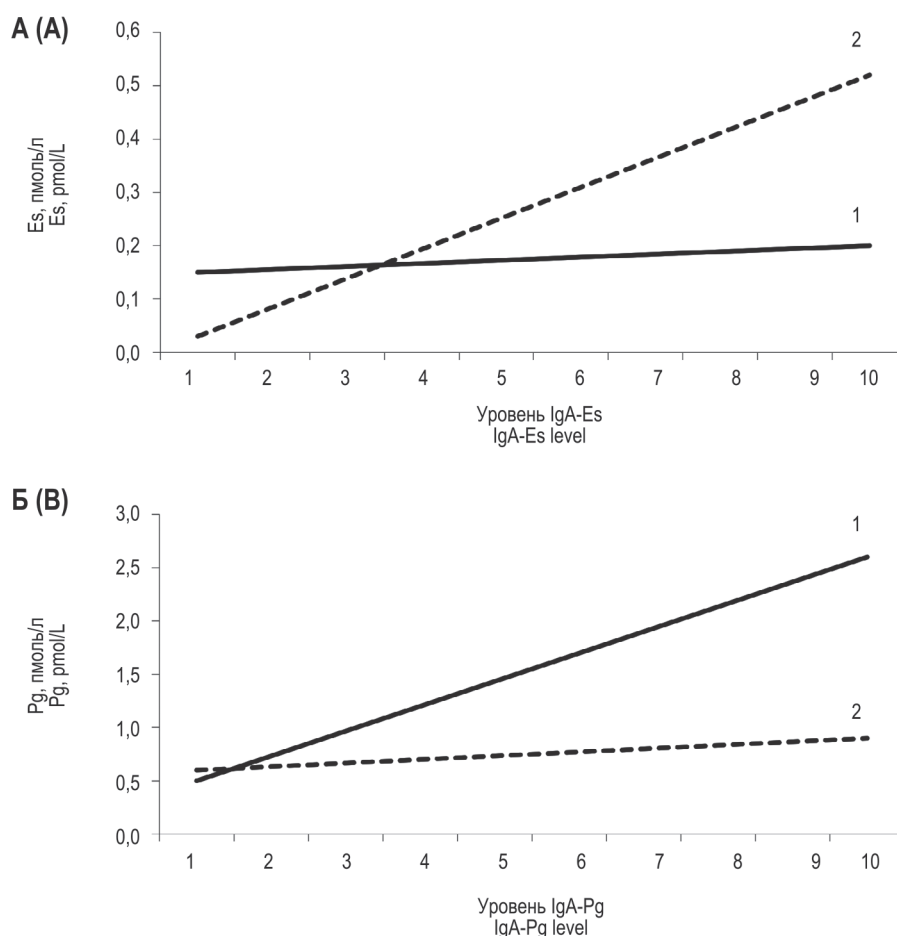 А (A)
0,6
0,5
0,4
0,3
0,2
0,1
0,0
Es, пмоль/л
Es, pmol/L
2
1
1 2 3 4 5 6 7 8 9 10
Уровень IgA-Es
IgA-Es level
Б (B)
3,0
2,5
2,0
1,5
1,0
0,5
0,0
Pg, пмоль/л
Pg, pmol/L
1
2
1 2 3 4 5 6 7 8 9 10
Уровень IgA-Pg
IgA-Pg level